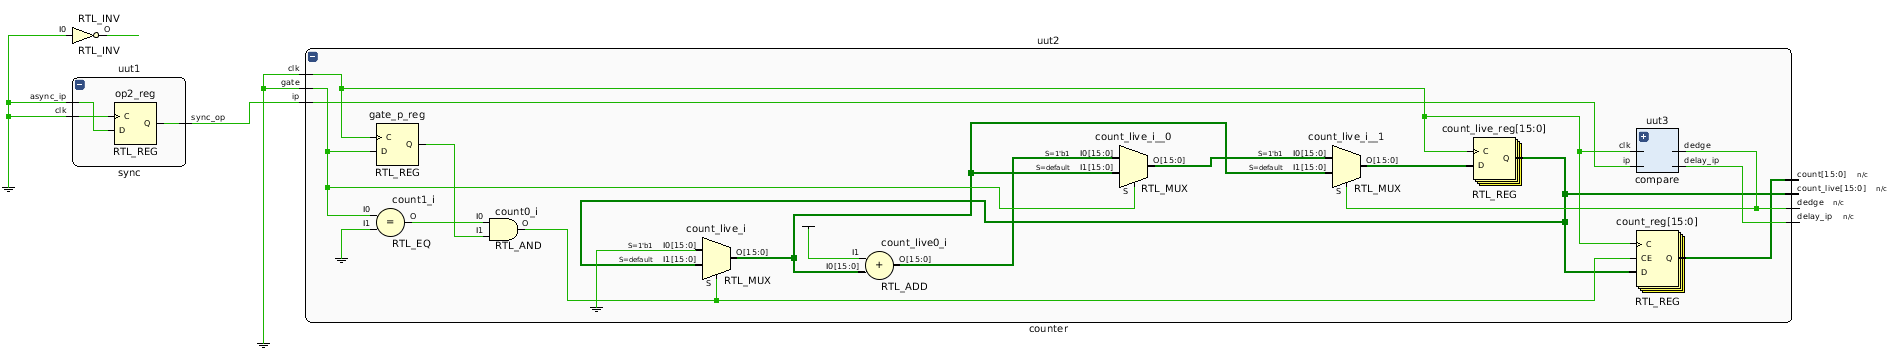 RTL_INV
I0 O
RTL_INV
uut1
op2_reg
async_ip
clk
C
D
Q
RTL_REG
sync_op
sync
uut2
clk
gate
ip
gate_p_reg
C
D
Q
RTL_REG
count1_i
I0
I1
=
O
RTL_EQ
count0_i
I0
I1
O
RTL_AND
count_live_i
S=1'b1 I0[15:0]
S=default I1[15:0]
O[15:0]
S
RTL_MUX
count_live0_i
I1
I0[15:0]
+
O[15:0]
RTL_ADD
count_live_i__0
S=1'b1 I0[15:0]
S=default I1[15:0]
O[15:0]
S
RTL_MUX
count_live_i__1
S=1'b1 I0[15:0]
S=default I1[15:0]
O[15:0]
S
RTL_MUX
count_live_reg[15:0]
C
D
Q
RTL_REG
uut3
clk
ip
dedge
delay_ip
compare
count_reg[15:0]
C
CE
D
Q
RTL_REG
count[15:0] n/c
count_live[15:0] n/c
dedge n/c
delay_ip n/c
counter